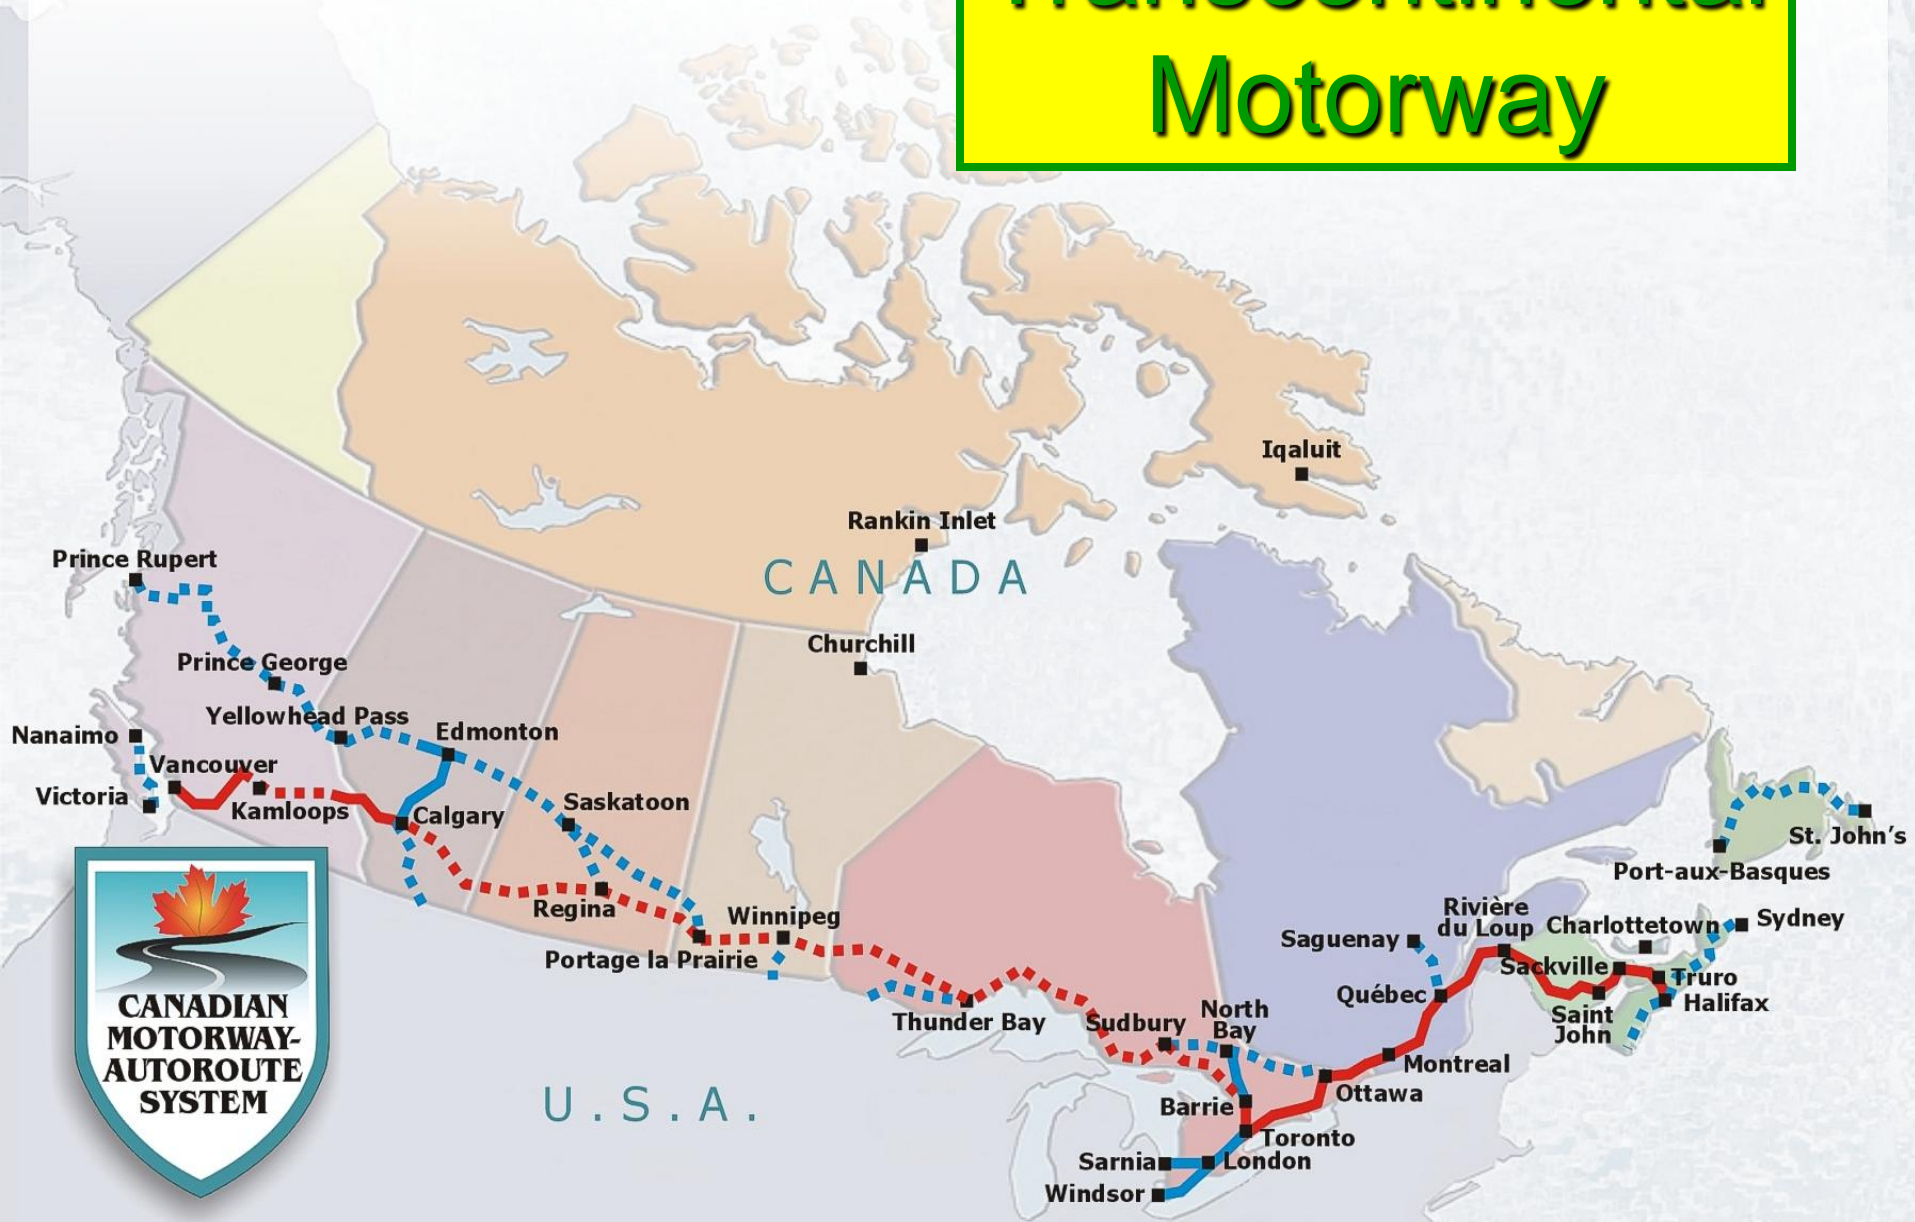 Transcontinental
Motorway
Iqaluit
Rankin Inlet
CANADA
Prince Rupert
Churchill
Prince George
Yellowhead Pass
Edmonton
Nanaimo
Vancouver
Victoria
Kamloops
Calgary
Saskatoon
St. John’s
Port-aux-Basques
Regina
Winnipeg
Rivière
du Loup
Charlottetown
Sydney
Saguenay
Portage la Prairie
Sackville
Truro
Québec
Halifax
CANADIAN
MOTORWAY-
AUTOROUTE
SYSTEM
Thunder Bay
Sudbury
North
Bay
Saint
John
Montreal
Ottawa
U.S.A.
Barrie
Toronto
Sarnia
London
Windsor